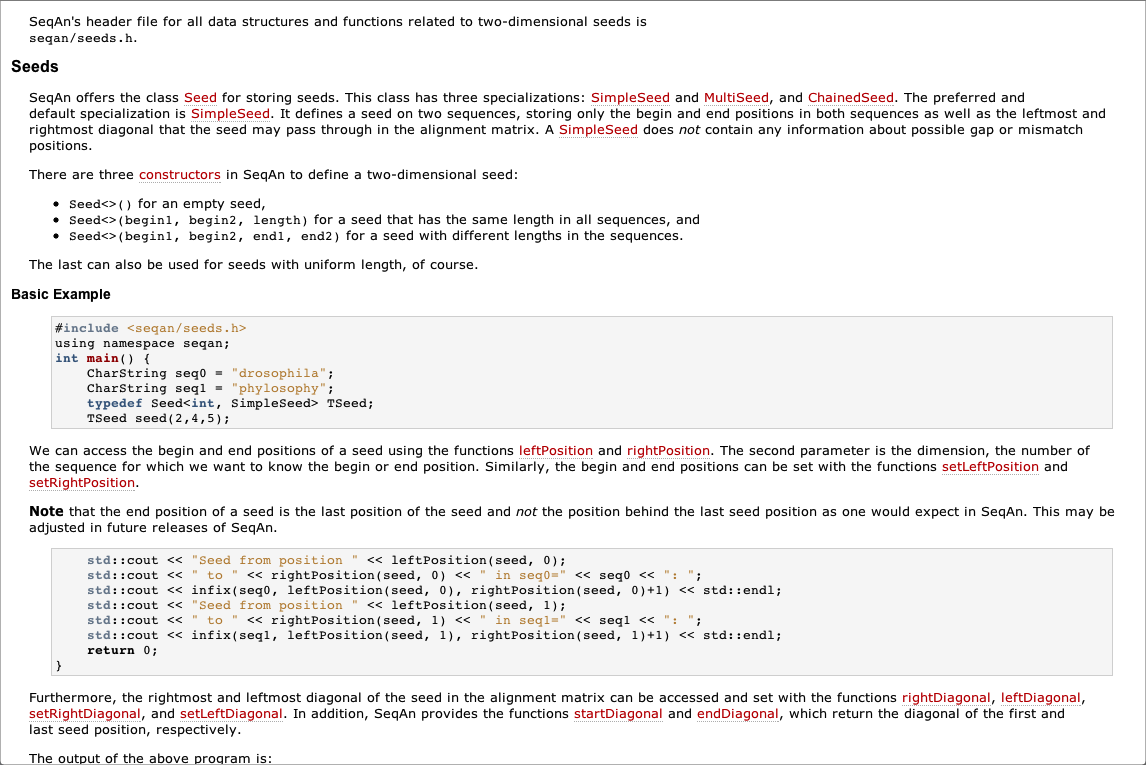 SeqAn's header file for all data structures and functions related to two-dimensional seeds is
seqan/seeds.h.
Seeds
SeqAn offers the class Seed for storing seeds. This class has three specializations: SimpleSeed and MultiSeed, and ChainedSeed. The preferred and
default specialization is SimpleSeed. It defines a seed on two sequences, storing only the begin and end positions in both sequences as well as the leftmost and
rightmost diagonal that the seed may pass through in the alignment matrix. A SimpleSeed does not contain any information about possible gap or mismatch
positions.
There are three constructors in SeqAn to define a two-dimensional seed:
• Seed<>() for an empty seed,
• Seed<>(begin1, begin2, length) for a seed that has the same length in all sequences, and
• Seed<>(begin1, begin2, end1, end2) for a seed with different lengths in the sequences.
The last can also be used for seeds with uniform length, of course.
Basic Example
#include <seqan/seeds.h>
using namespace seqan;
int main() {
    CharString seq0 = "drosophila";
    CharString seq1 = "phylosophy";
    typedef Seed<int, SimpleSeed> TSeed;
    TSeed seed(2,4,5);
We can access the begin and end positions of a seed using the functions leftPosition and rightPosition. The second parameter is the dimension, the number of
the sequence for which we want to know the begin or end position. Similarly, the begin and end positions can be set with the functions setLeftPosition and
setRightPosition.
Note that the end position of a seed is the last position of the seed and not the position behind the last seed position as one would expect in SeqAn. This may be
adjusted in future releases of SeqAn.
    std::cout << "Seed from position " << leftPosition(seed, 0);
    std::cout << " to " << rightPosition(seed, 0) << " in seq0=" << seq0 << ": ";
    std::cout << infix(seq0, leftPosition(seed, 0), rightPosition(seed, 0)+1) << std::endl;
    std::cout << "Seed from position " << leftPosition(seed, 1);
    std::cout << " to " << rightPosition(seed, 1) << " in seq1=" << seq1 << ": ";
    std::cout << infix(seq1, leftPosition(seed, 1), rightPosition(seed, 1)+1) << std::endl;
    return 0;
}
Furthermore, the rightmost and leftmost diagonal of the seed in the alignment matrix can be accessed and set with the functions rightDiagonal, leftDiagonal,
setRightDiagonal, and setLeftDiagonal. In addition, SeqAn provides the functions startDiagonal and endDiagonal, which return the diagonal of the first and
last seed position, respectively.
The output of the above program is: